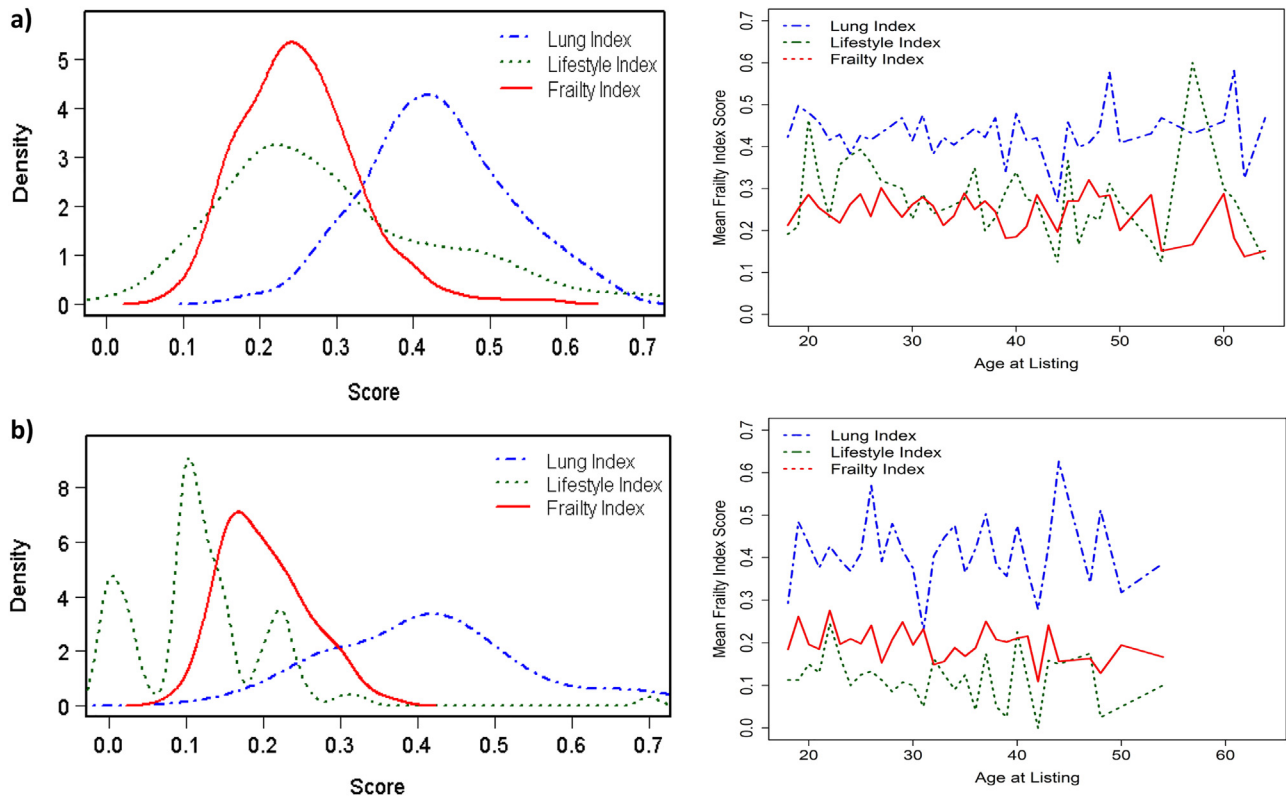 a)
Density
5
4
3
2
1
0
Lung Index
Lifestyle Index
Frailty Index
0.0 0.1 0.2 0.3 0.4 0.5 0.6 0.7
Score
Mean Frailty Index Score
0.7
0.6
0.5
0.4
0.3
0.2
0.1
0.0
Lung Index
Lifestyle Index
Frailty Index
20 30 40 50 60
Age at Listing
b)
Density
8
6
4
2
0
Lung Index
Lifestyle Index
Frailty Index
0.0 0.1 0.2 0.3 0.4 0.5 0.6 0.7
Score
Mean Frailty Index Score
0.7
0.6
0.5
0.4
0.3
0.2
0.1
0.0
Lung Index
Lifestyle Index
Frailty Index
20 30 40 50 60
Age at Listing